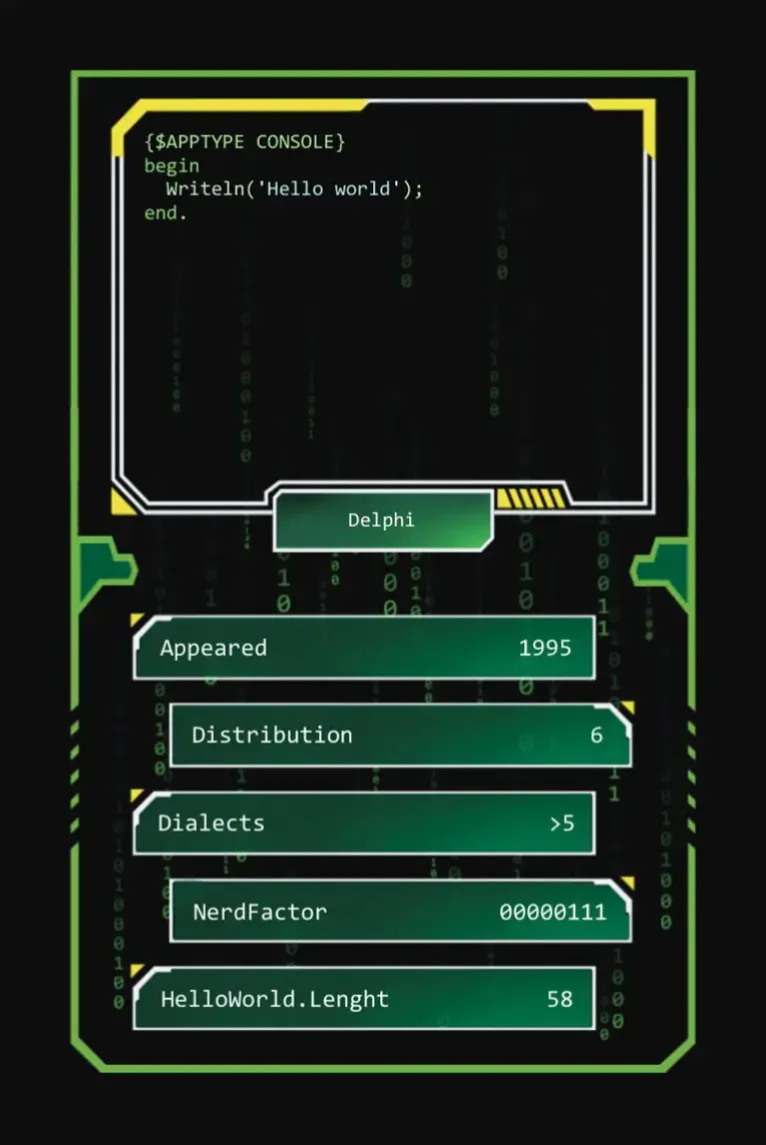 {$APPTYPE CONSOLE}
begin
  Writeln('Hello world');
end.
Delphi
Appeared 1995
Distribution 6
Dialects >5
NerdFactor 00000111
HelloWorld.Lenght 58